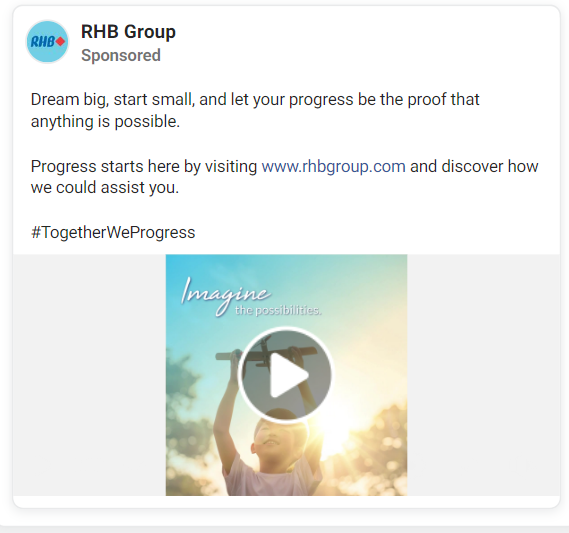 RHB
RHB Group
Sponsored
Dream big, start small, and let your progress be the proof that
anything is possible.
Progress starts here by visiting www.rhbgroup.com and discover how
we could assist you.
#TogetherWeProgress
Imagine
the possibilities.